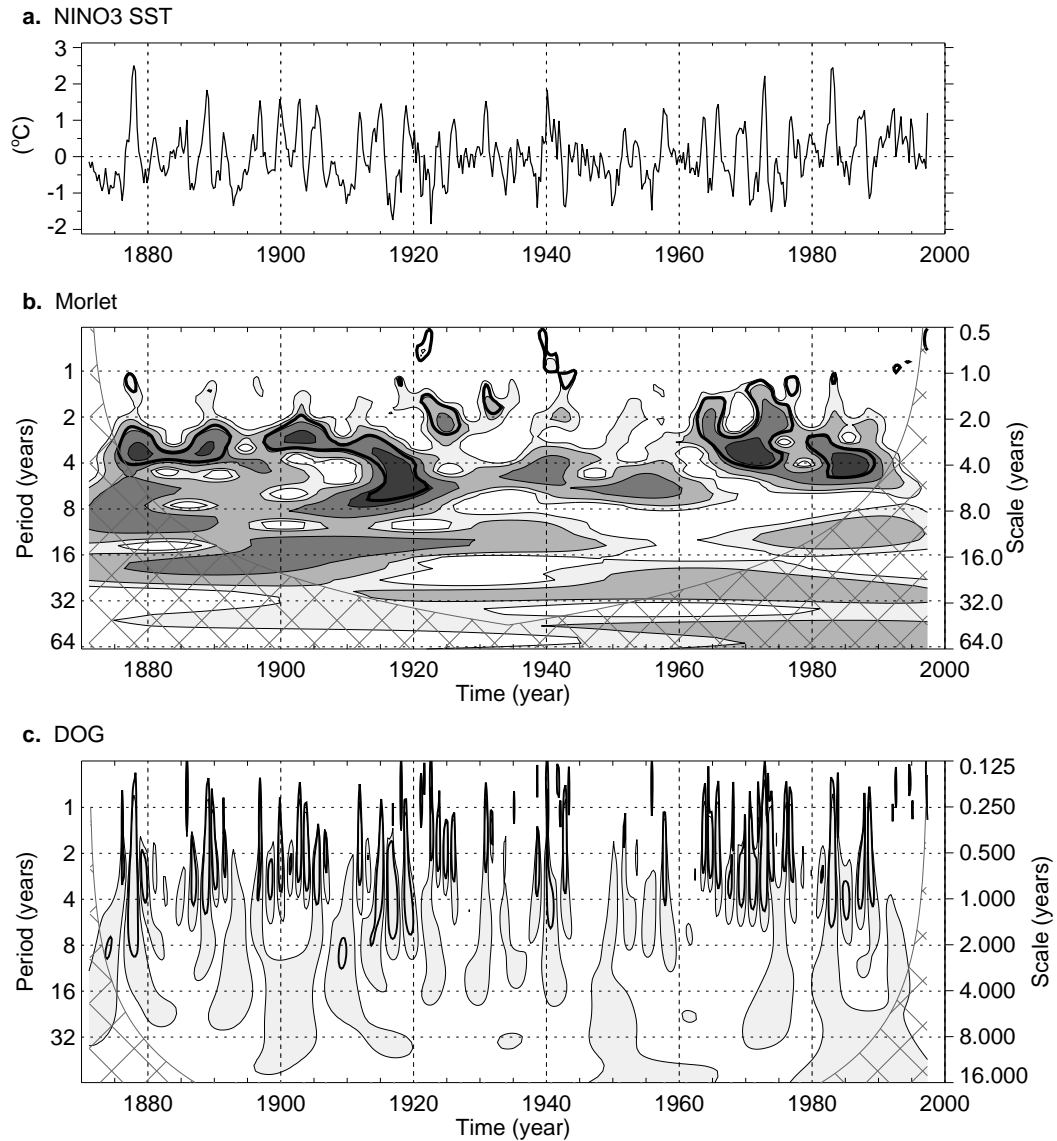 a. NINO3 SST
3
2
1
0
-1
-2
(ºC)
1880 1900 1920 1940 1960 1980 2000
b. Morlet
1
2
4
8
16
32
64
Period (years)
0.5
1.0
2.0
4.0
8.0
16.0
32.0
64.0
Scale (years)
1880 1900 1920 1940 1960 1980 2000
Time (year)
c. DOG
1
2
4
8
16
32
Period (years)
0.125
0.250
0.500
1.000
2.000
4.000
8.000
16.000
Scale (years)
1880 1900 1920 1940 1960 1980 2000
Time (year)